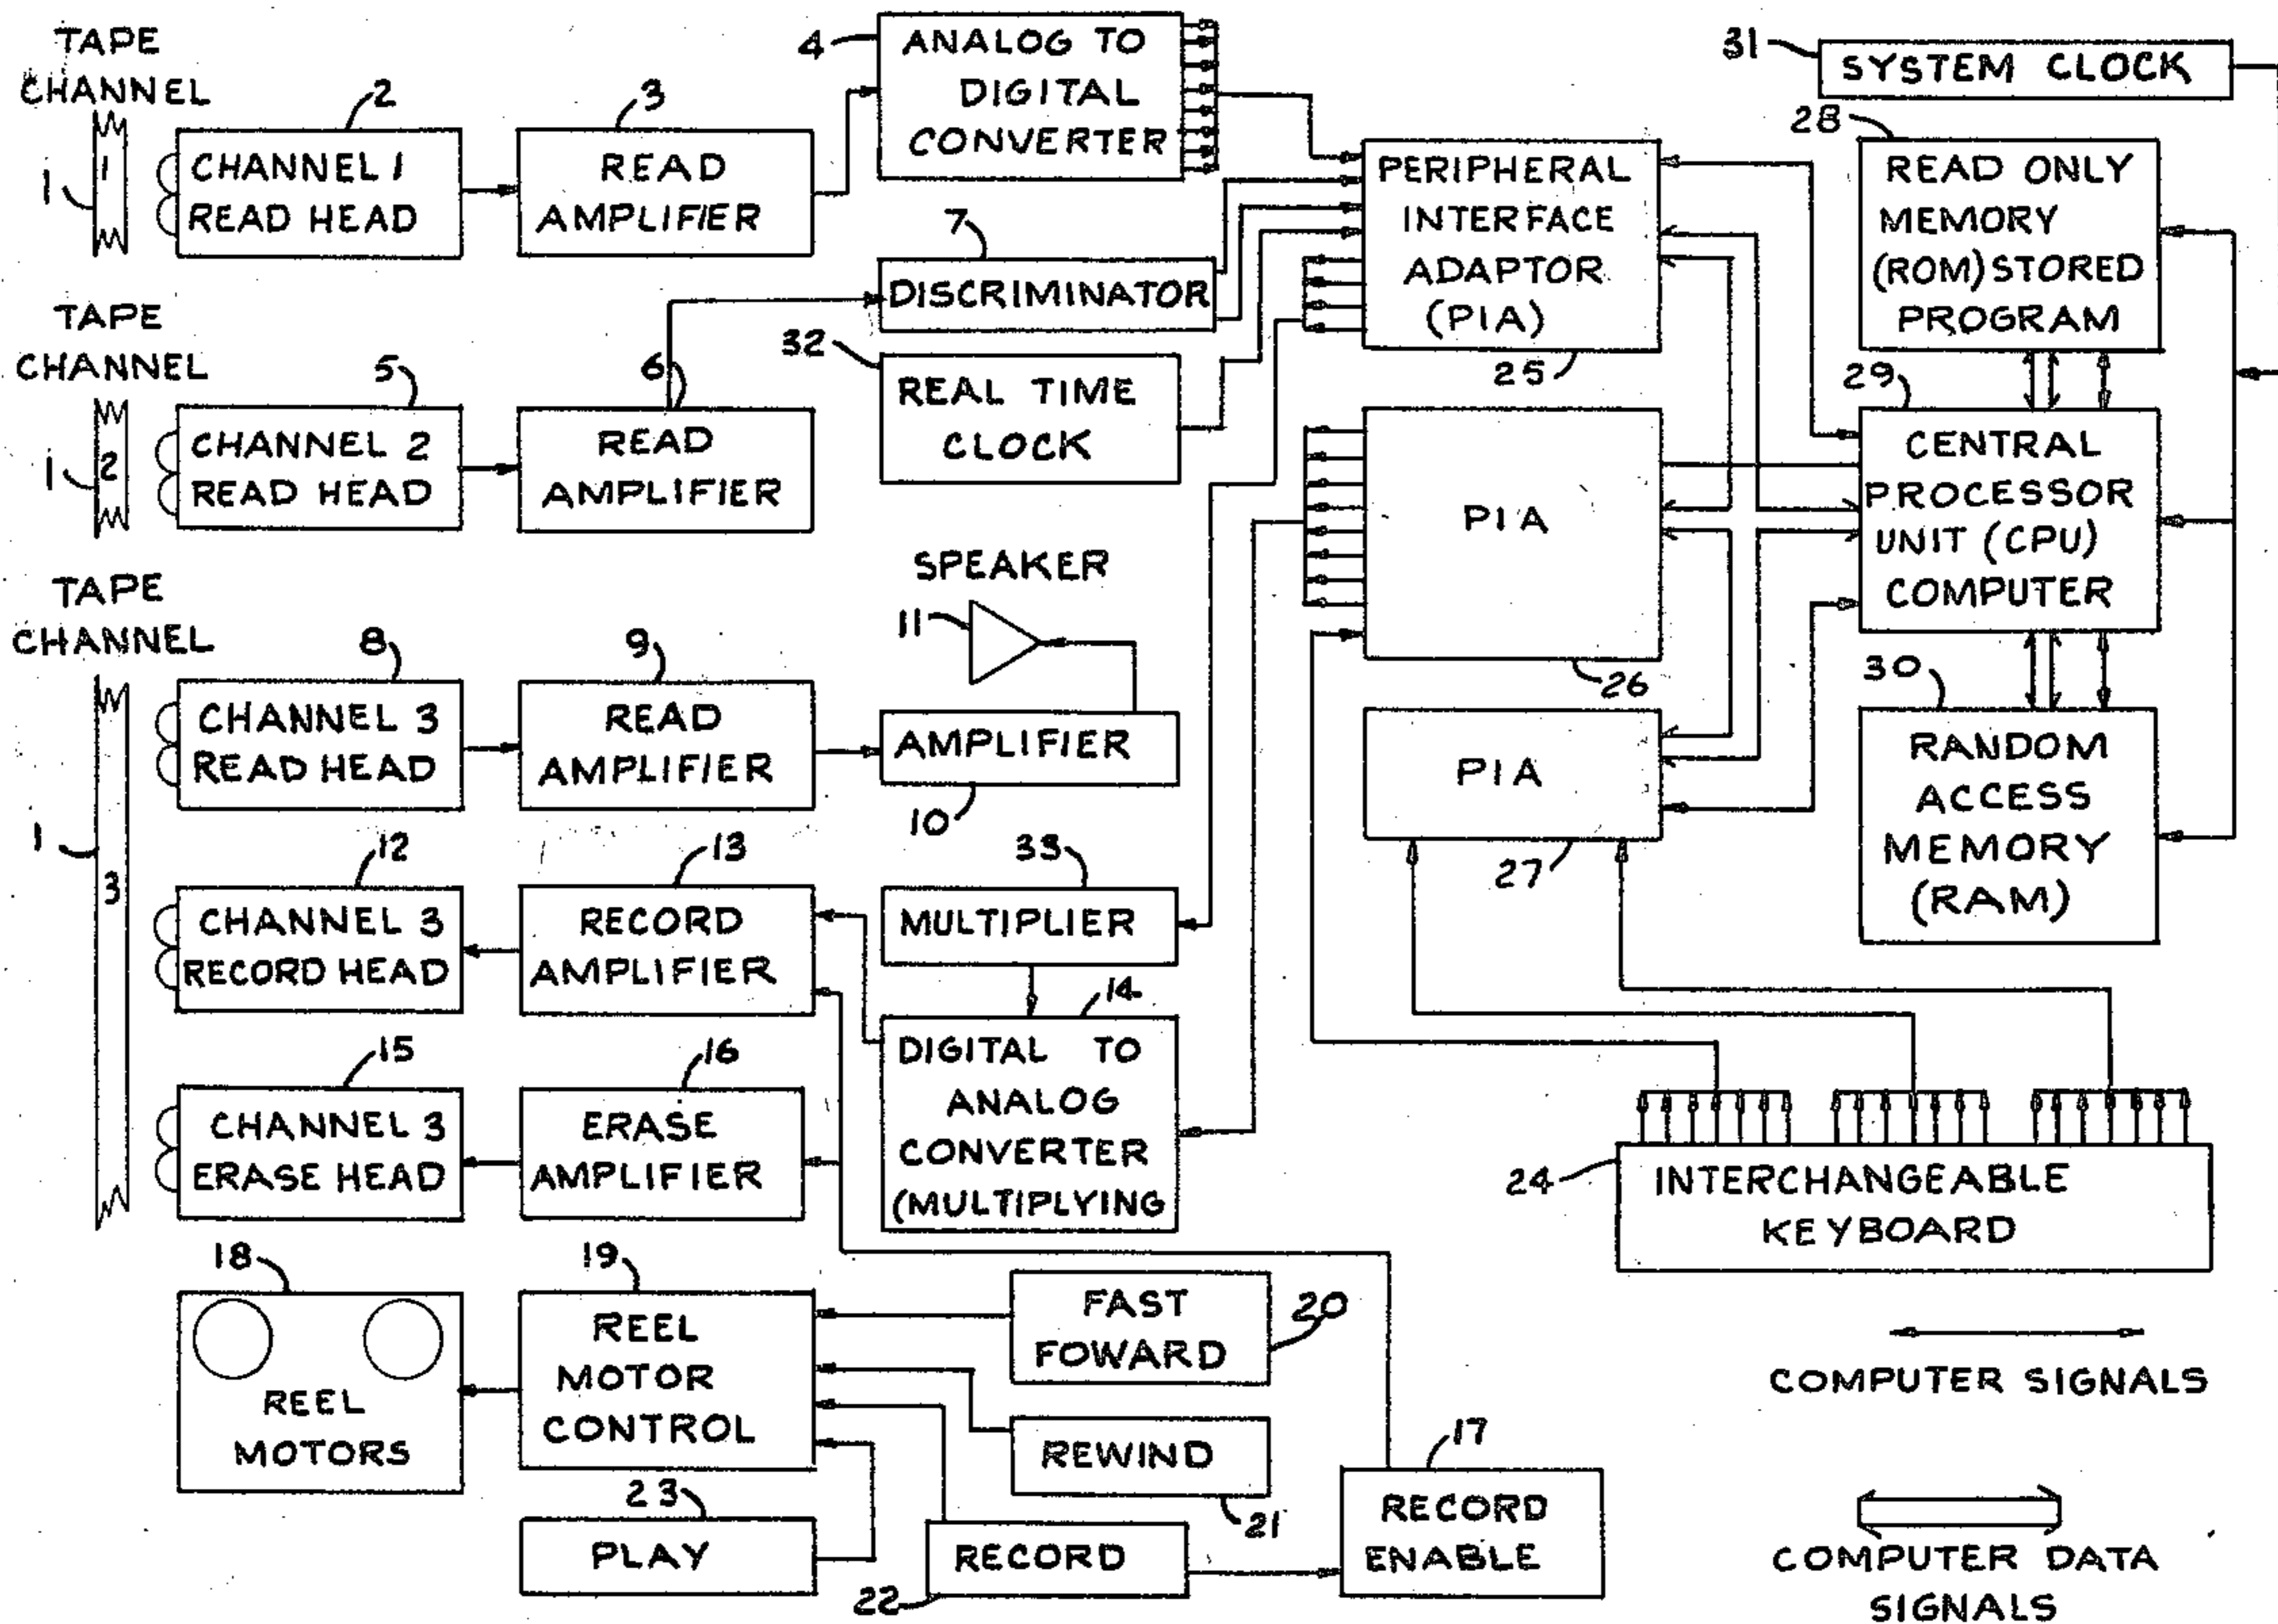 TAPE
CHANNEL
1
1
2
CHANNEL 1
READ HEAD
3
READ
AMPLIFIER
4
ANALOG TO
DIGITAL
CONVERTER
TAPE
CHANNEL
1
2
5
CHANNEL 2
READ HEAD
6
READ
AMPLIFIER
7
DISCRIMINATOR
32
REAL TIME
CLOCK
TAPE
CHANNEL
1
3
8
CHANNEL 3
READ HEAD
9
READ
AMPLIFIER
SPEAKER
11
AMPLIFIER
10
12
CHANNEL 3
RECORD HEAD
13
RECORD
AMPLIFIER
33
MULTIPLIER
14
DIGITAL TO
ANALOG
CONVERTER
(MULTIPLYING
15
CHANNEL 3
ERASE HEAD
16
ERASE
AMPLIFIER
18
REEL
MOTORS
19
REEL
MOTOR
CONTROL
FAST
FOWARD
20
REWIND
21
23
PLAY
RECORD
22
17
RECORD
ENABLE
PERIPHERAL
INTERFACE
ADAPTOR
(PIA)
25
PIA
26
PIA
27
31
SYSTEM CLOCK
28
READ ONLY
MEMORY
(ROM) STORED
PROGRAM
29
CENTRAL
PROCESSOR
UNIT (CPU)
COMPUTER
30
RANDOM
ACCESS
MEMORY
(RAM)
24
INTERCHANGEABLE
KEYBOARD
COMPUTER SIGNALS
COMPUTER DATA
SIGNALS